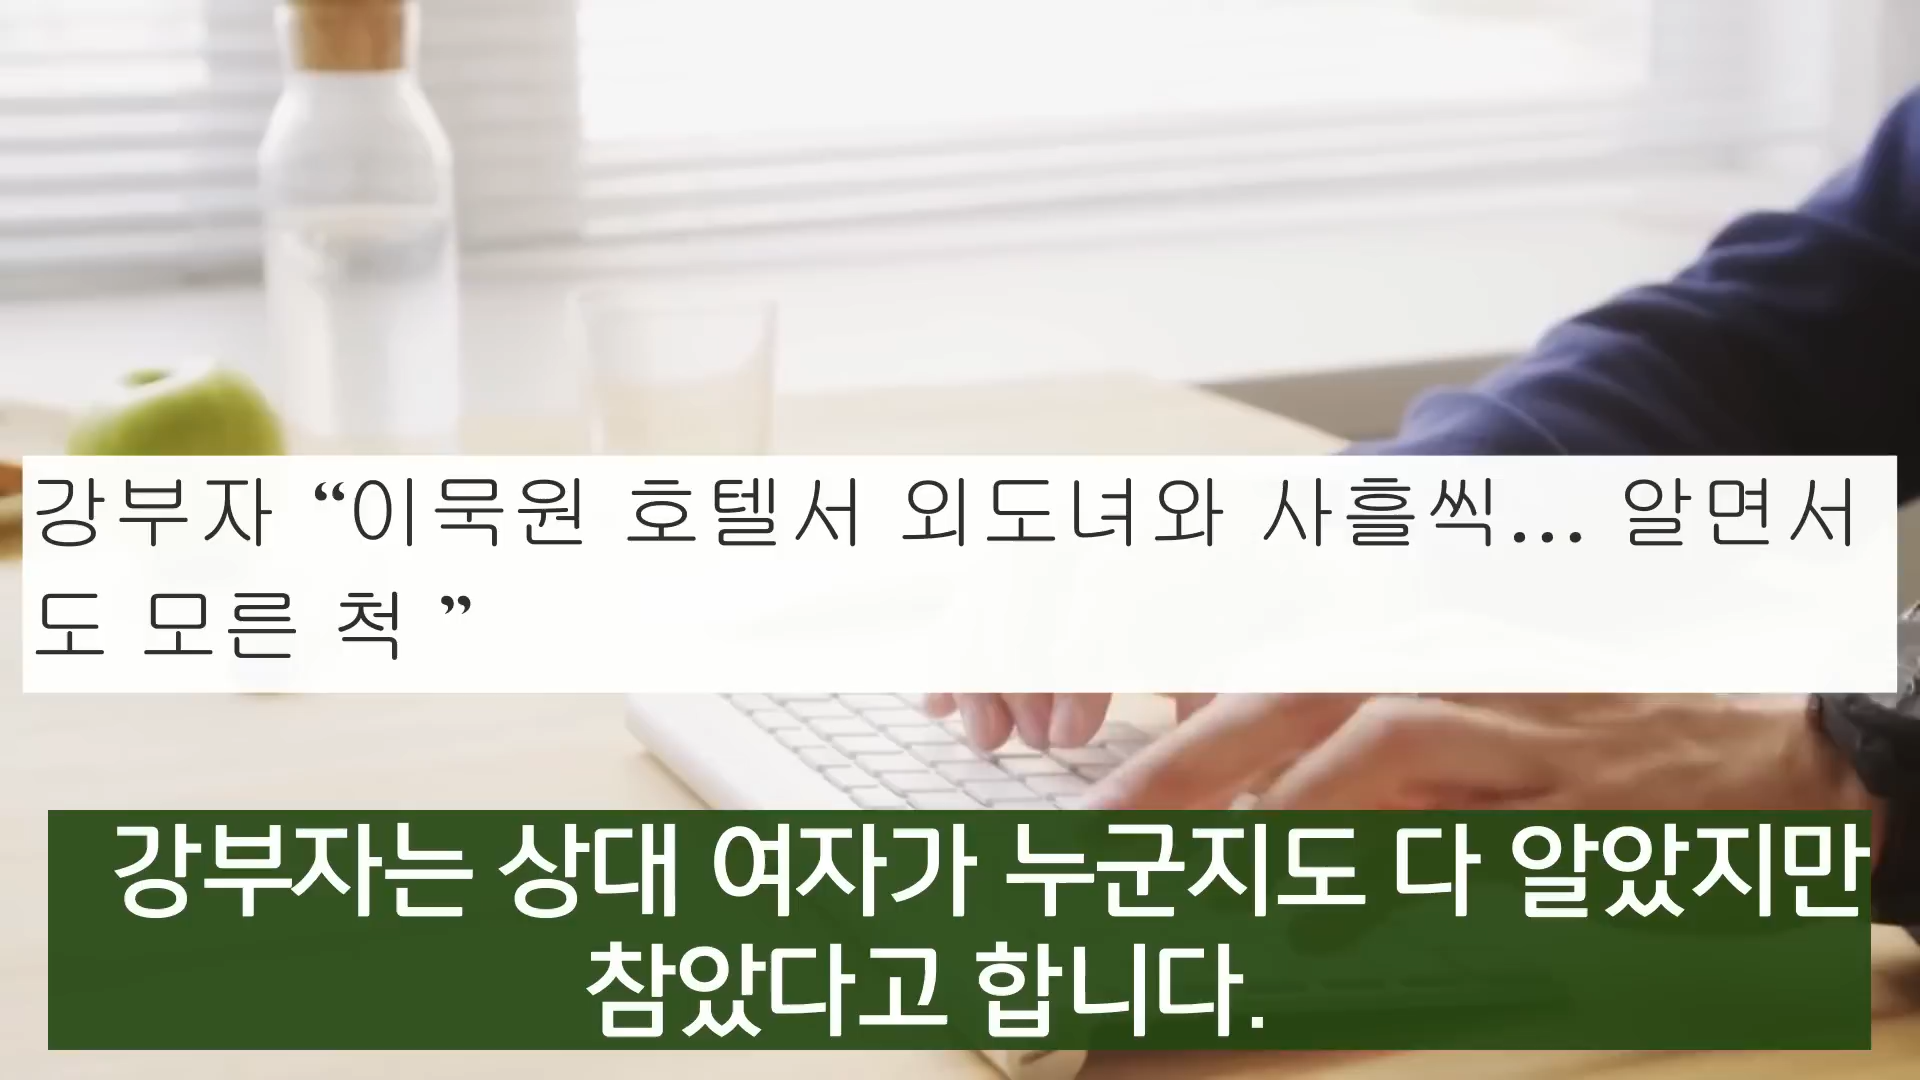 강부자 “이묵원 호텔서 외도녀와 사흘씩... 알면서
도 모른 척 ”
강부자는 상대 여자가 누군지도 다 알았지만
참았다고 합니다.